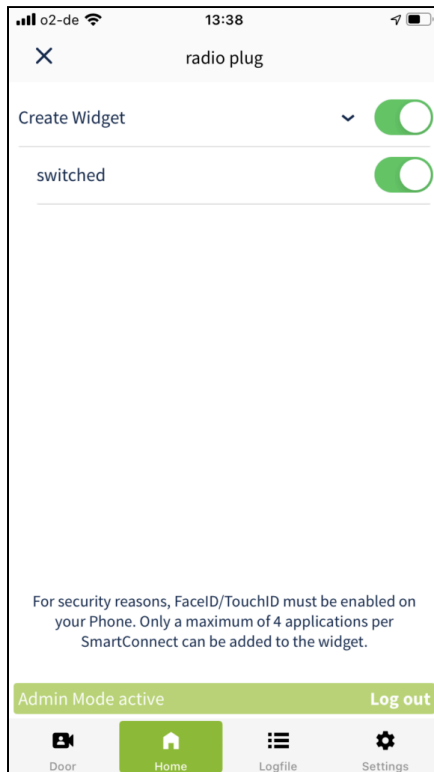 o2-de 13:38
radio plug
Create Widget
switched
For security reasons, FaceID/TouchID must be enabled on
your Phone. Only a maximum of 4 applications per
SmartConnect can be added to the widget.
Admin Mode active Log out
Door Home Logfile Settings